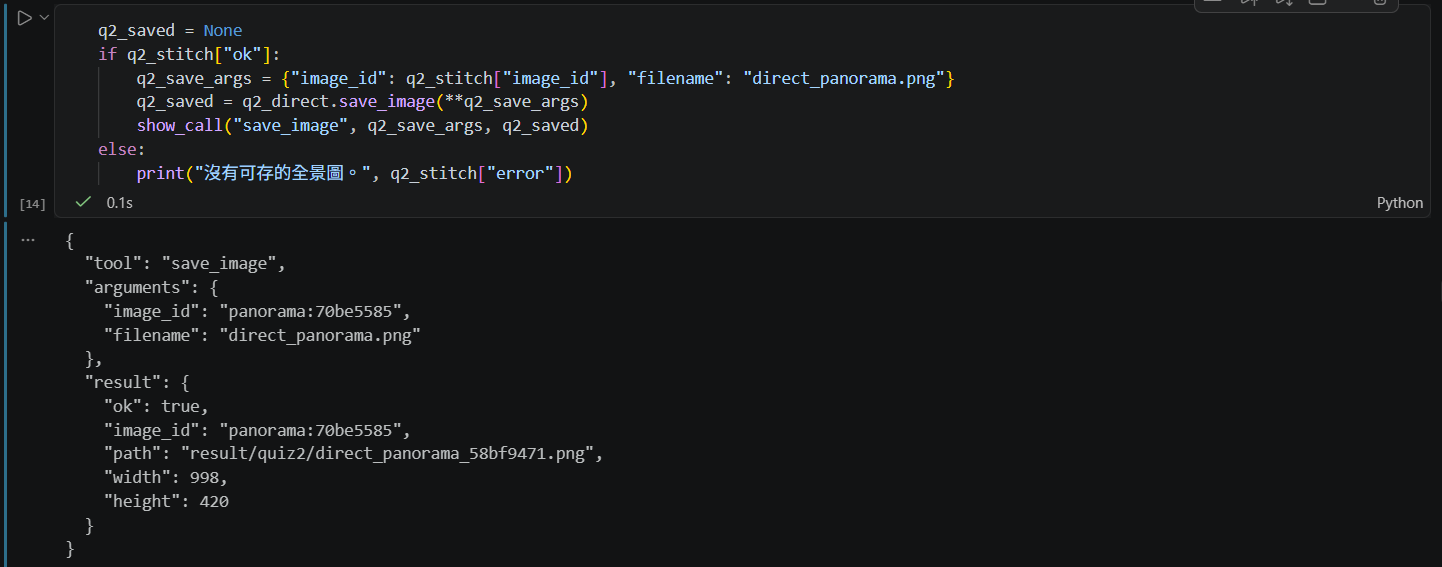 q2_saved = None
if q2_stitch["ok"]:
    q2_save_args = {"image_id": q2_stitch["image_id"], "filename": "direct_panorama.png"}
    q2_saved = q2_direct.save_image(**q2_save_args)
    show_call("save_image", q2_save_args, q2_saved)
else:
    print("沒有可存的全景圖。", q2_stitch["error"])
[14] 0.1s Python
... {
  "tool": "save_image",
  "arguments": {
    "image_id": "panorama:70be5585",
    "filename": "direct_panorama.png"
  },
  "result": {
    "ok": true,
    "image_id": "panorama:70be5585",
    "path": "result/quiz2/direct_panorama_58bf9471.png",
    "width": 998,
    "height": 420
  }
}